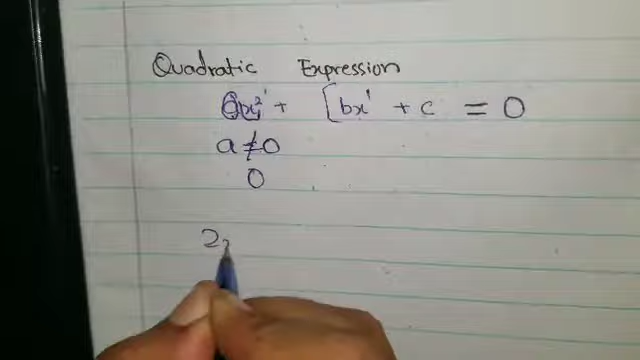 Quadratic Expression
ax² + [bx¹ + c = 0
a ≠ 0
0
2